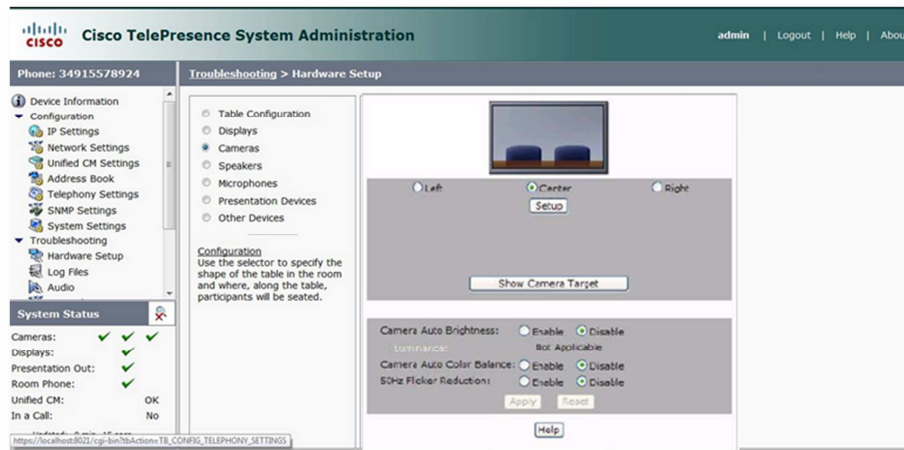 CISCO
Cisco TelePresence System Administration
admin | Logout | Help | Abou
Phone: 34915578924
Troubleshooting > Hardware Setup
Device Information
Configuration
IP Settings
Network Settings
Unified CM Settings
Address Book
Telephony Settings
SNMP Settings
System Settings
Troubleshooting
Hardware Setup
Log Files
Audio
System Status
Cameras:
Displays:
Presentation Out:
Room Phone:
Unified CM: OK
In a Call: No
https://localhost:8021/cgi-bin?tbAction=TB_CONFIG_TELEPHONY_SETTINGS
Table Configuration
Displays
Cameras
Speakers
Microphones
Presentation Devices
Other Devices
Configuration
Use the selector to specify the
shape of the table in the room
and where, along the table,
participants will be seated.
Left Center Right
Setup
Show Camera Target
Camera Auto Brightness: Enable Disable
Luminance: Not Applicable
Camera Auto Color Balance: Enable Disable
50Hz Flicker Reduction: Enable Disable
Apply Reset
Help